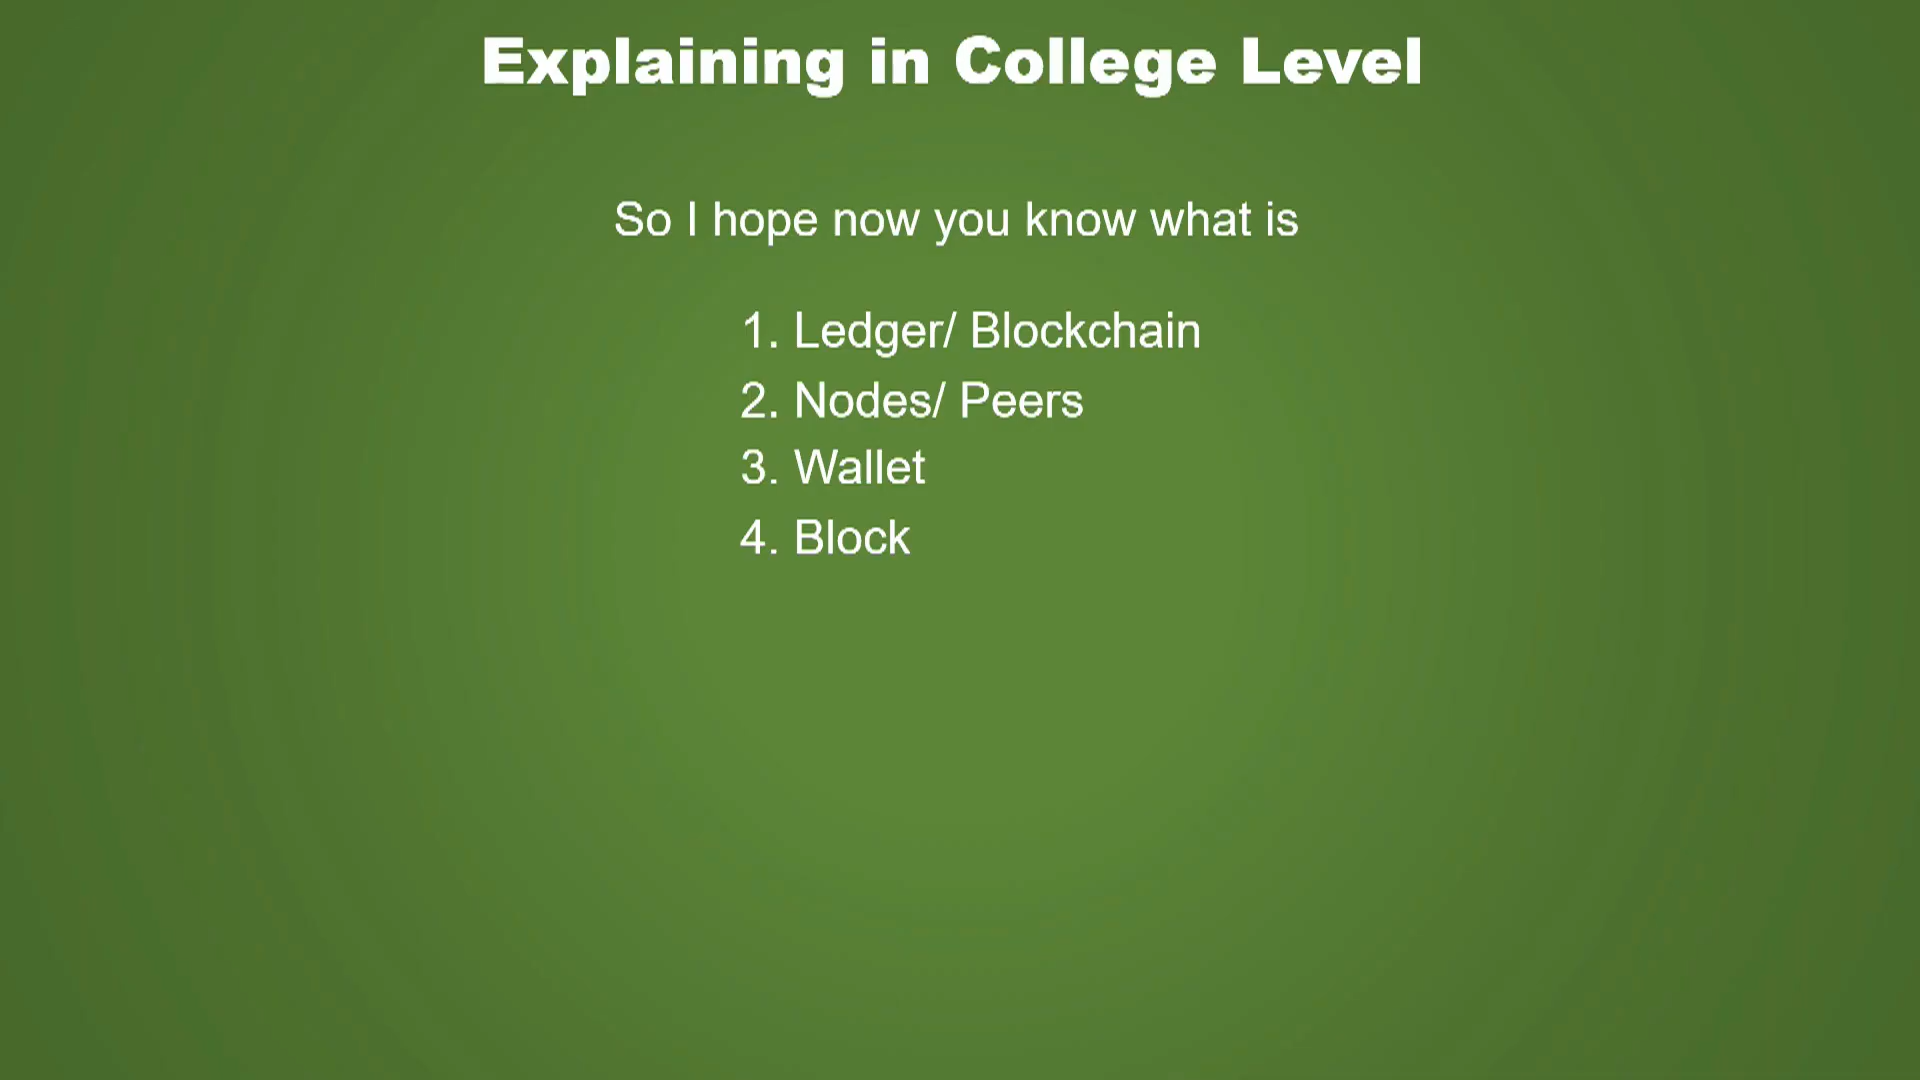 Explaining in College Level
So I hope now you know what is
1. Ledger/ Blockchain
2. Nodes/ Peers
3. Wallet
4. Block